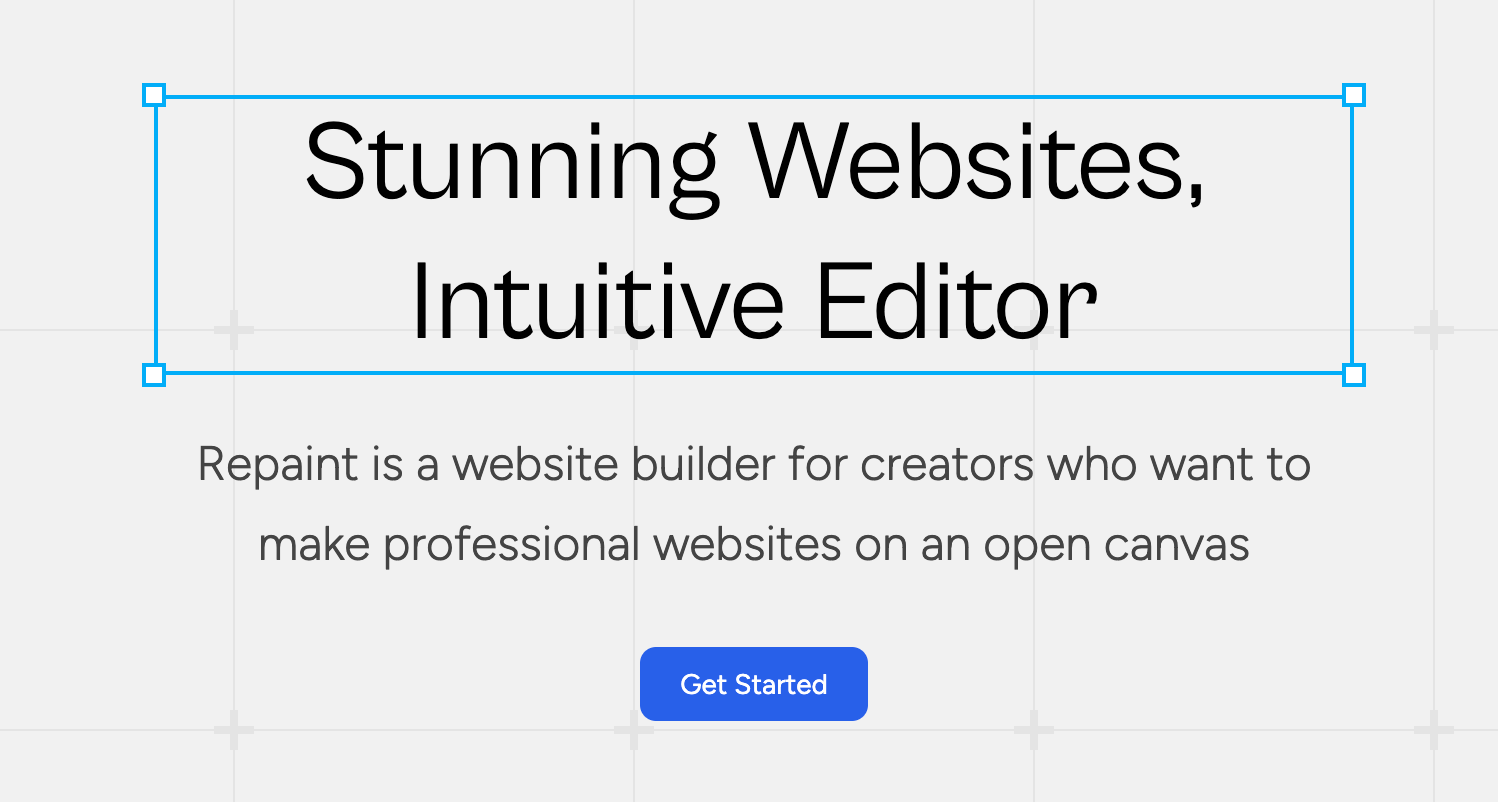 Stunning Websites,
Intuitive Editor
Repaint is a website builder for creators who want to
make professional websites on an open canvas
Get Started